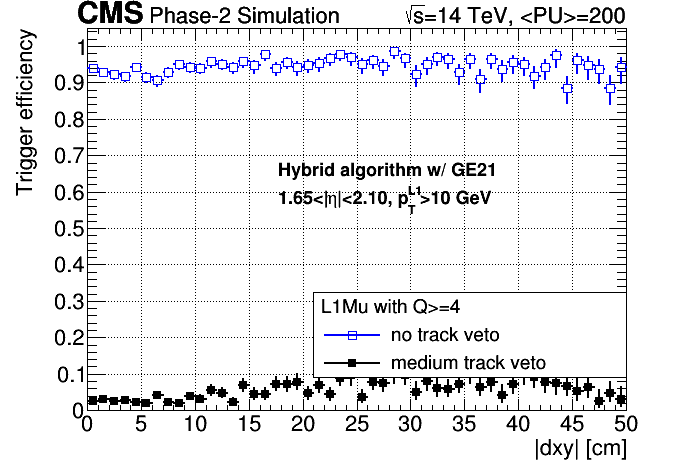 CMS Phase-2 Simulation √s=14 TeV, <PU>=200
Trigger efficiency
1
0.9
0.8
0.7
0.6
0.5
0.4
0.3
0.2
0.1
0
Hybrid algorithm w/ GE21
1.65<|η|<2.10, p_T^L1>10 GeV
L1Mu with Q>=4
no track veto
medium track veto
0 5 10 15 20 25 30 35 40 45 50
|dxy| [cm]